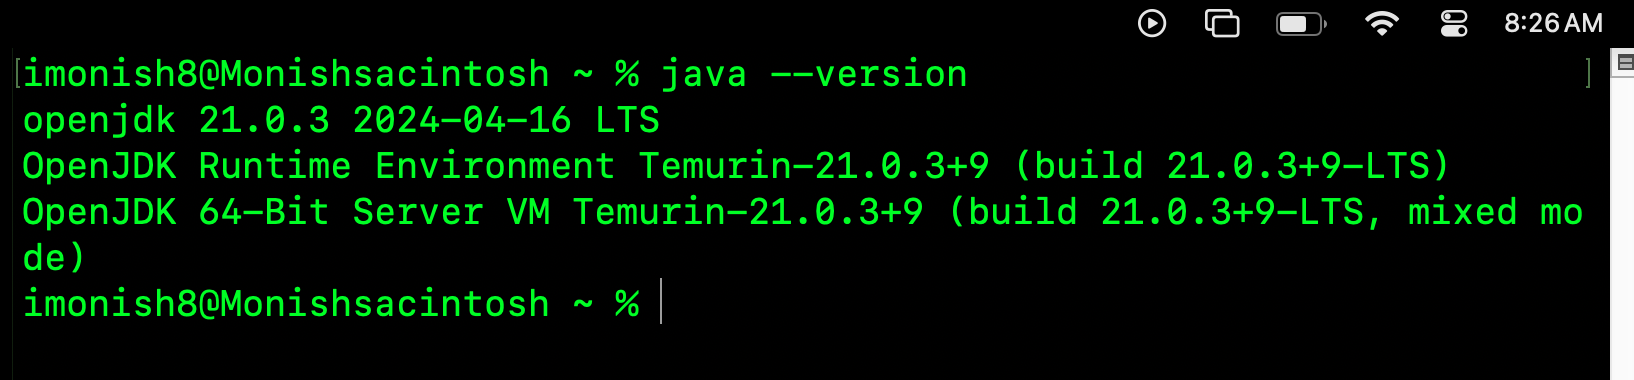 8:26 AM
[imonish8@Monishsacintosh ~ % java --version ]
openjdk 21.0.3 2024-04-16 LTS
OpenJDK Runtime Environment Temurin-21.0.3+9 (build 21.0.3+9-LTS)
OpenJDK 64-Bit Server VM Temurin-21.0.3+9 (build 21.0.3+9-LTS, mixed mo
de)
imonish8@Monishsacintosh ~ %